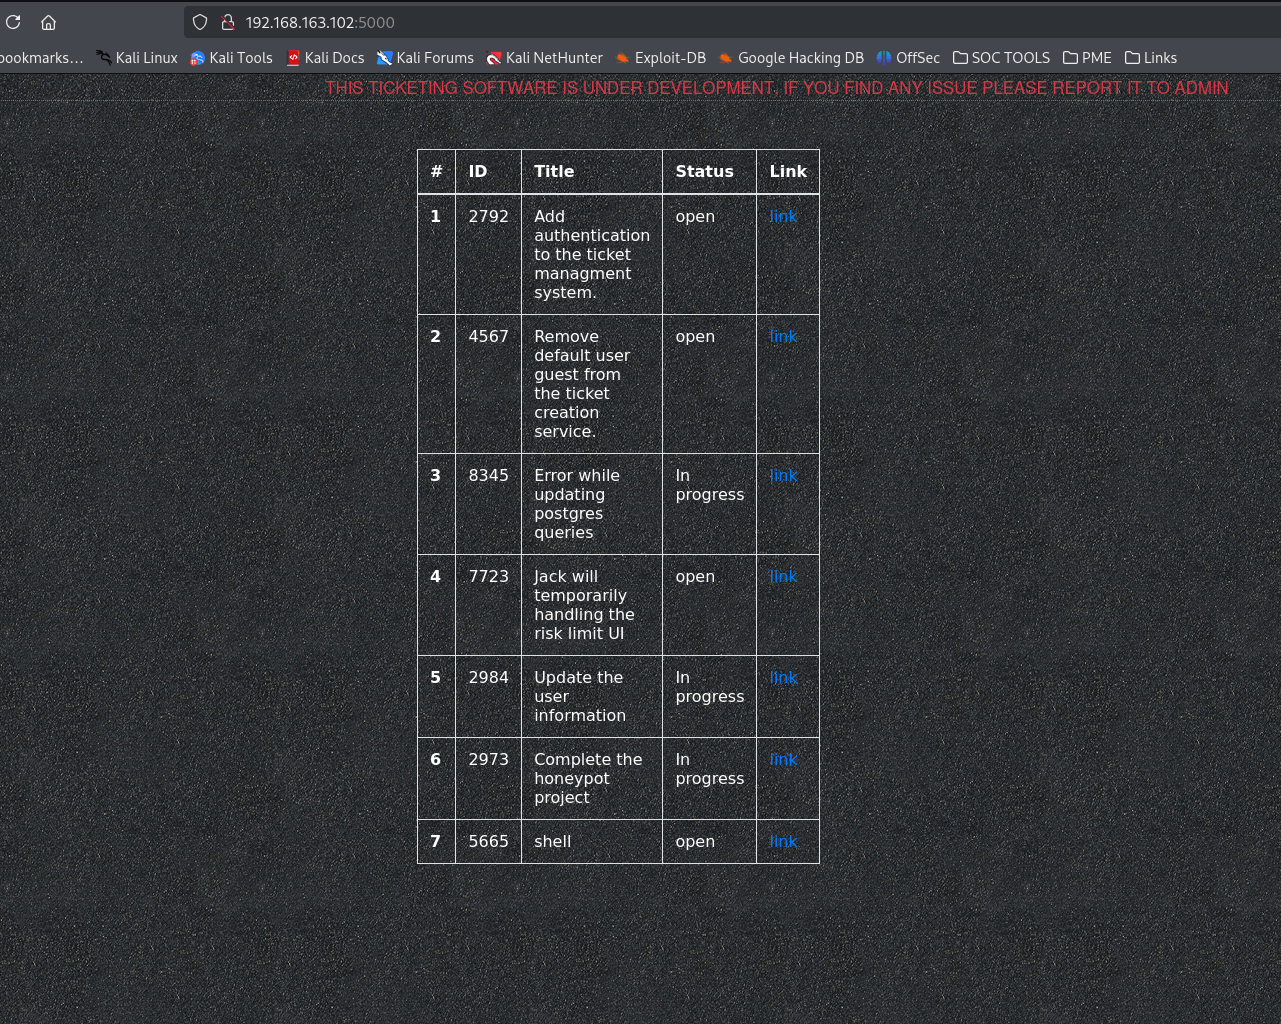 192.168.163.102:5000
bookmarks… Kali Linux Kali Tools Kali Docs Kali Forums Kali NetHunter Exploit-DB Google Hacking DB OffSec SOC TOOLS PME Links
THIS TICKETING SOFTWARE IS UNDER DEVELOPMENT. IF YOU FIND ANY ISSUE PLEASE REPORT IT TO ADMIN
# ID Title Status Link
1 2792 Add open link
authentication
to the ticket
managment
system.
2 4567 Remove open link
default user
guest from
the ticket
creation
service.
3 8345 Error while In link
updating progress
postgres
queries
4 7723 Jack will open link
temporarily
handling the
risk limit UI
5 2984 Update the In link
user progress
information
6 2973 Complete the In link
honeypot progress
project
7 5665 shell open link